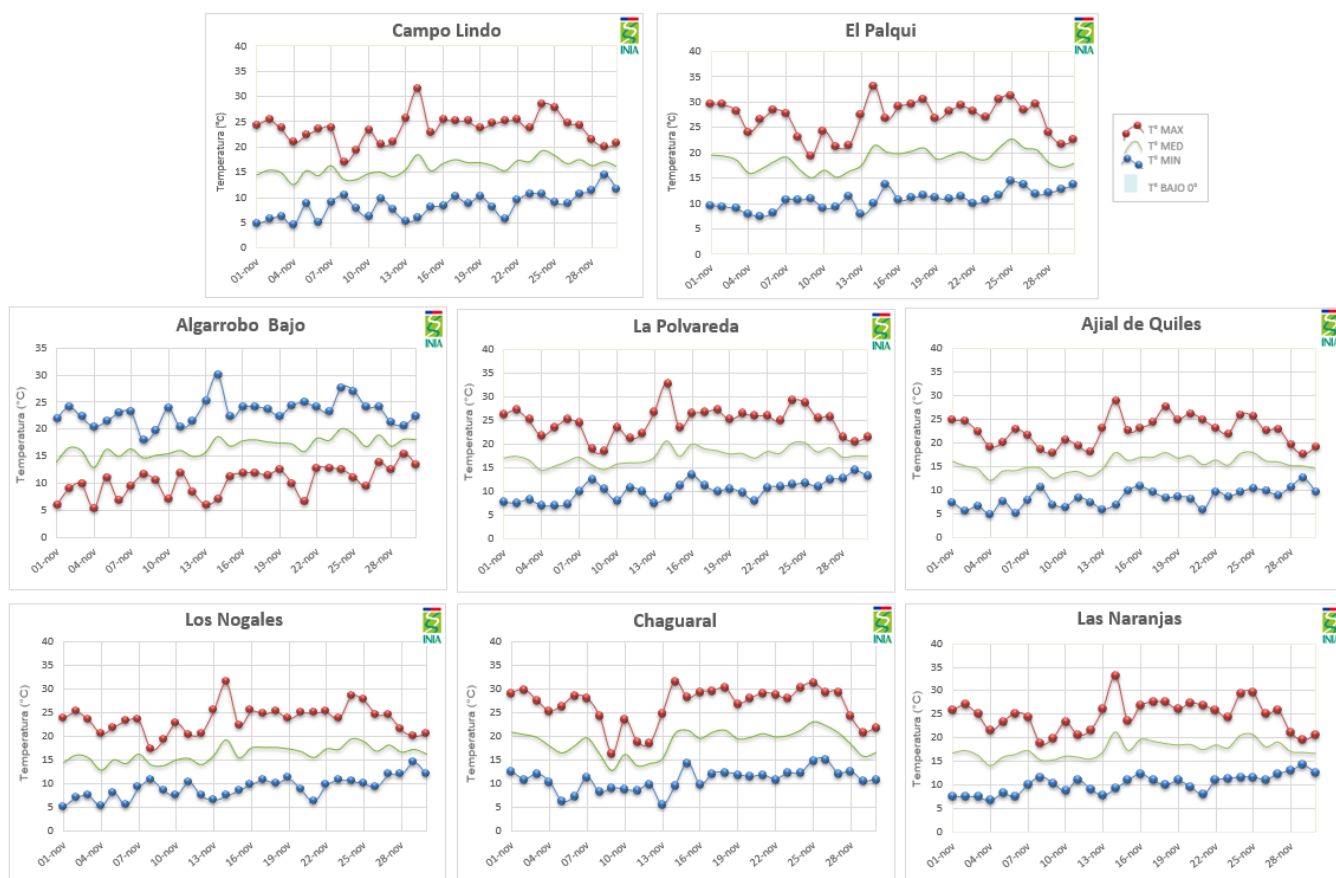 Campo Lindo
INIA
Temperatura (°C)
40
35
30
25
20
15
10
5
0
01-nov
04-nov
07-nov
10-nov
13-nov
16-nov
19-nov
22-nov
25-nov
28-nov
El Palqui
INIA
Temperatura (°C)
40
35
30
25
20
15
10
5
0
01-nov
04-nov
07-nov
10-nov
13-nov
16-nov
19-nov
22-nov
25-nov
28-nov
T° MAX
T° MED
T° MIN
T° BAJO 0°
Algarrobo Bajo
INIA
Temperatura (°C)
35
30
25
20
15
10
5
0
01-nov
04-nov
07-nov
10-nov
13-nov
16-nov
19-nov
22-nov
25-nov
28-nov
La Polvareda
INIA
Temperatura (°C)
40
35
30
25
20
15
10
5
0
01-nov
04-nov
07-nov
10-nov
13-nov
16-nov
19-nov
22-nov
25-nov
28-nov
Ajial de Quiles
INIA
Temperatura (°C)
40
35
30
25
20
15
10
5
0
01-nov
04-nov
07-nov
10-nov
13-nov
16-nov
19-nov
22-nov
25-nov
28-nov
Los Nogales
INIA
Temperatura (°C)
40
35
30
25
20
15
10
5
0
01-nov
04-nov
07-nov
10-nov
13-nov
16-nov
19-nov
22-nov
25-nov
28-nov
Chaguaral
INIA
Temperatura (°C)
40
35
30
25
20
15
10
5
0
01-nov
04-nov
07-nov
10-nov
13-nov
16-nov
19-nov
22-nov
25-nov
28-nov
Las Naranjas
INIA
Temperatura (°C)
40
35
30
25
20
15
10
5
0
01-nov
04-nov
07-nov
10-nov
13-nov
16-nov
19-nov
22-nov
25-nov
28-nov